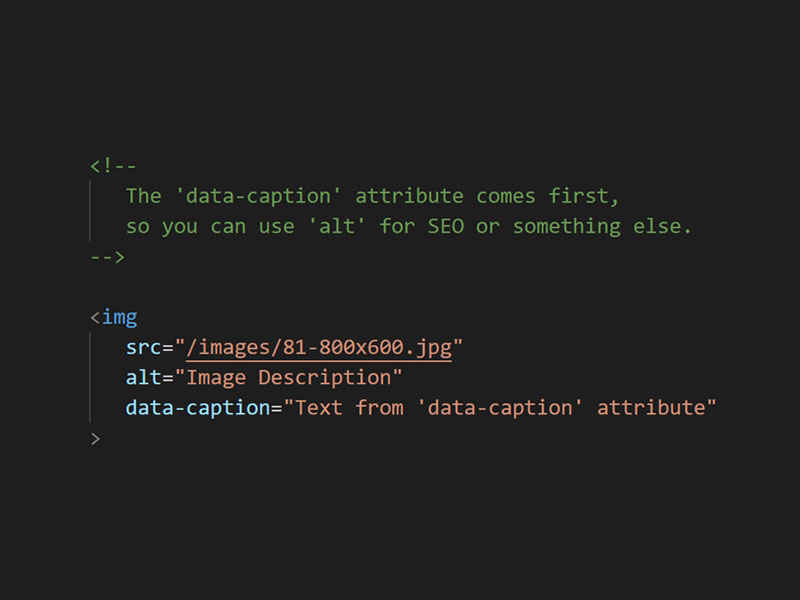 <!--
The 'data-caption' attribute comes first,
so you can use 'alt' for SEO or something else.
-->
<img
src="/images/81-800x600.jpg"
alt="Image Description"
data-caption="Text from 'data-caption' attribute"
>